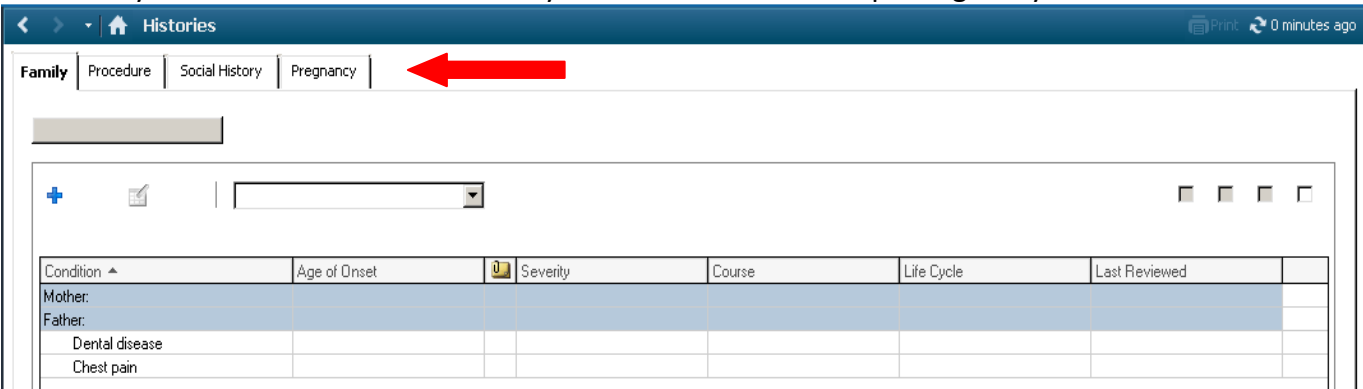 Histories Print 0 minutes ago
Family Procedure Social History Pregnancy
Condition Age of Onset Severity Course Life Cycle Last Reviewed
Mother:
Father:
Dental disease
Chest pain